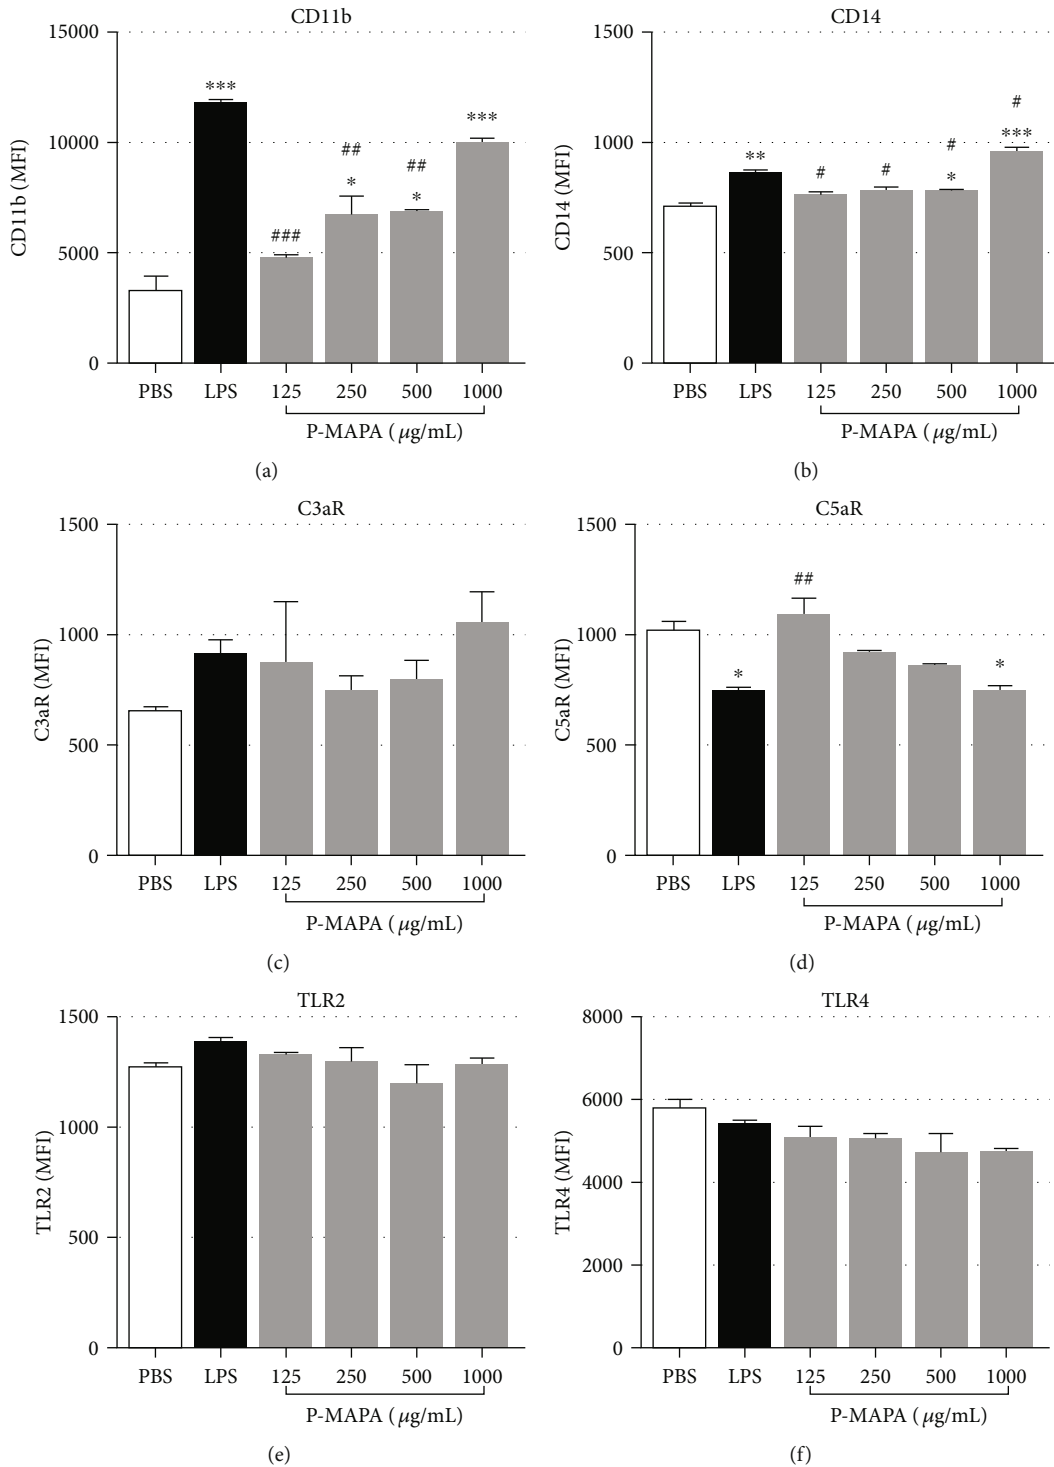 CD11b
CD11b (MFI)
15000
10000
5000
0
***
###
##
*
##
*
***
PBS LPS 125 250 500 1000
P-MAPA (μg/mL)
(a)
CD14
CD14 (MFI)
1500
1000
500
0
**
#
#
#
*
#
***
PBS LPS 125 250 500 1000
P-MAPA (μg/mL)
(b)
C3aR
C3aR (MFI)
1500
1000
500
0
PBS LPS 125 250 500 1000
P-MAPA (μg/mL)
(c)
C5aR
C5aR (MFI)
1500
1000
500
0
*
##
*
PBS LPS 125 250 500 1000
P-MAPA (μg/mL)
(d)
TLR2
TLR2 (MFI)
1500
1000
500
0
PBS LPS 125 250 500 1000
P-MAPA (μg/mL)
(e)
TLR4
TLR4 (MFI)
8000
6000
4000
2000
0
PBS LPS 125 250 500 1000
P-MAPA (μg/mL)
(f)